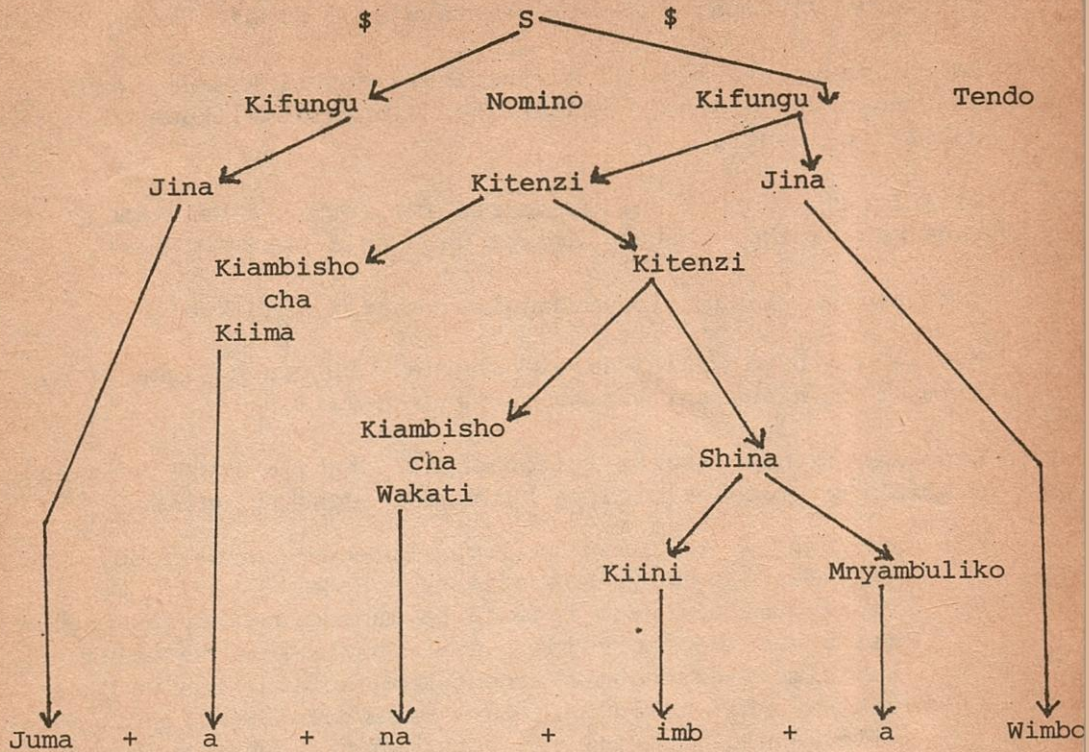 $ S $
Kifungu Nomino Kifungu Tendo
Jina Kitenzi Jina
Kiambisho Kitenzi
cha
Kiima
Kiambisho
cha Shina
Wakati
Kiini Mnyambuliko
Juma + a + na + imb + a Wimbo